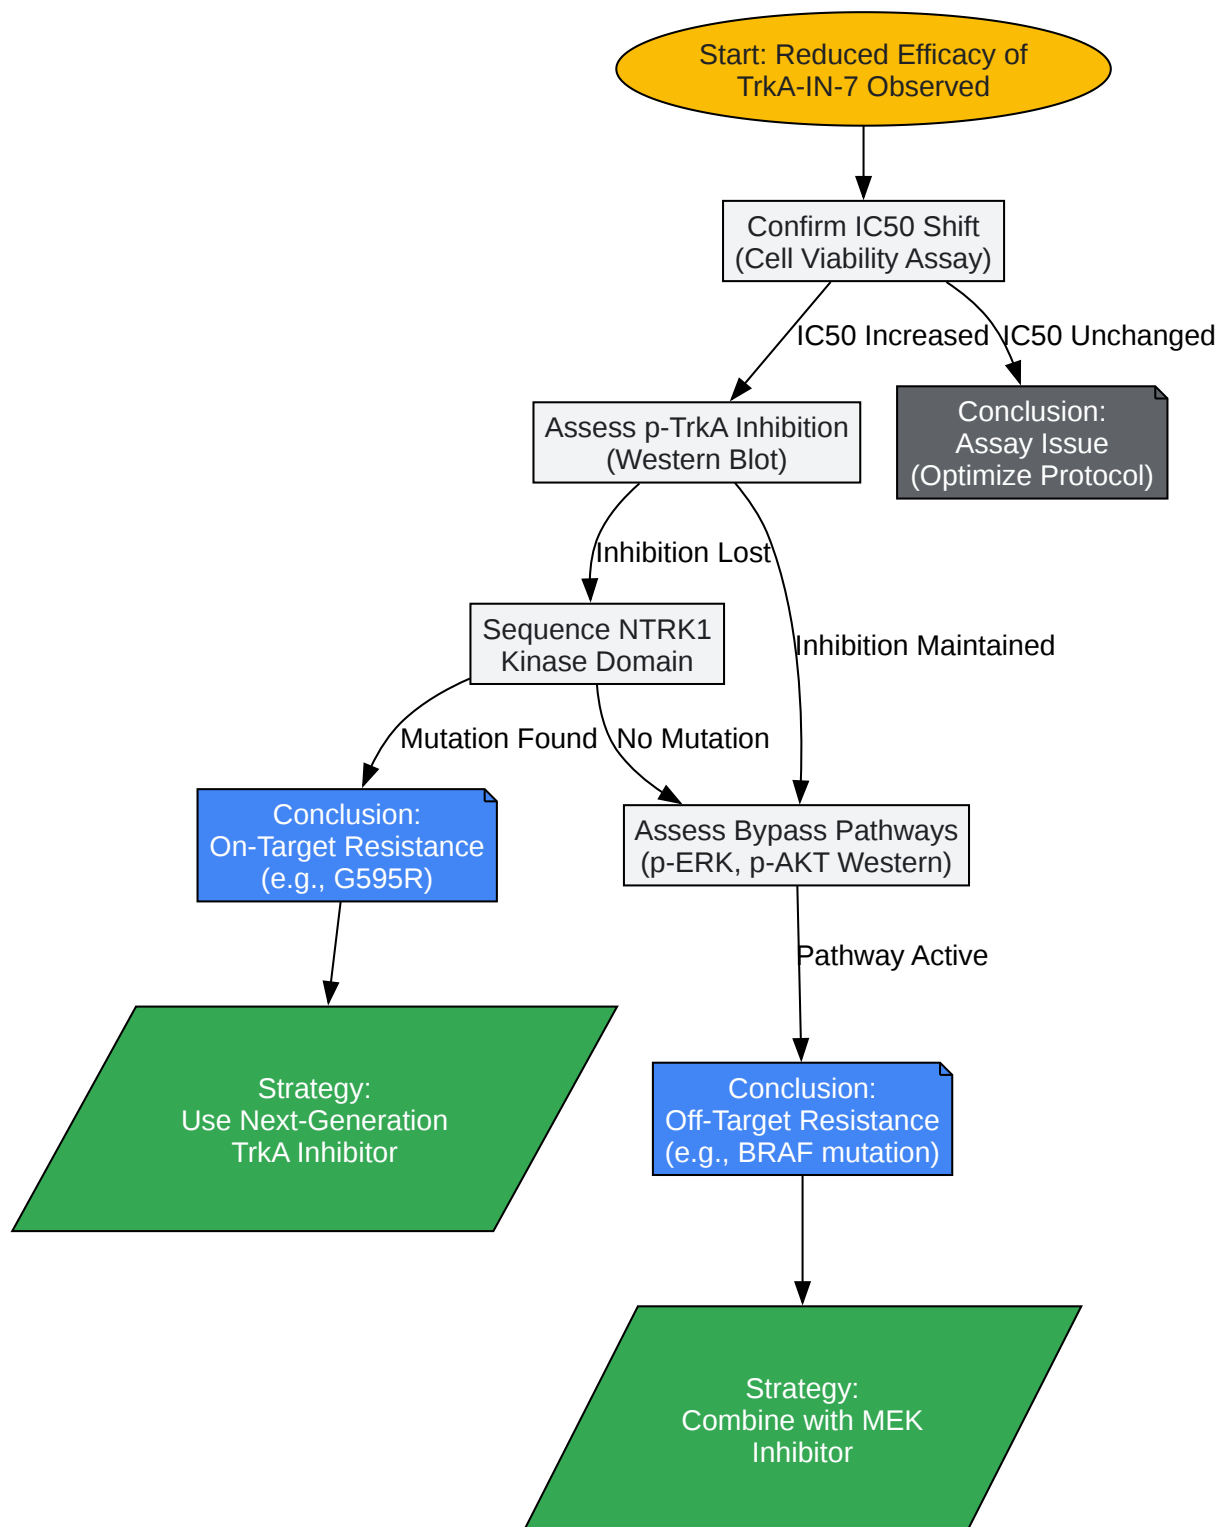 Start: Reduced Efficacy of
TrkA-IN-7 Observed
Confirm IC50 Shift
(Cell Viability Assay)
IC50 Increased
IC50 Unchanged
Assess p-TrkA Inhibition
(Western Blot)
Conclusion:
Assay Issue
(Optimize Protocol)
Inhibition Lost
Sequence NTRK1
Kinase Domain
Inhibition Maintained
Mutation Found
No Mutation
Conclusion:
On-Target Resistance
(e.g., G595R)
Assess Bypass Pathways
(p-ERK, p-AKT Western)
Pathway Active
Strategy:
Use Next-Generation
TrkA Inhibitor
Conclusion:
Off-Target Resistance
(e.g., BRAF mutation)
Strategy:
Combine with MEK
Inhibitor